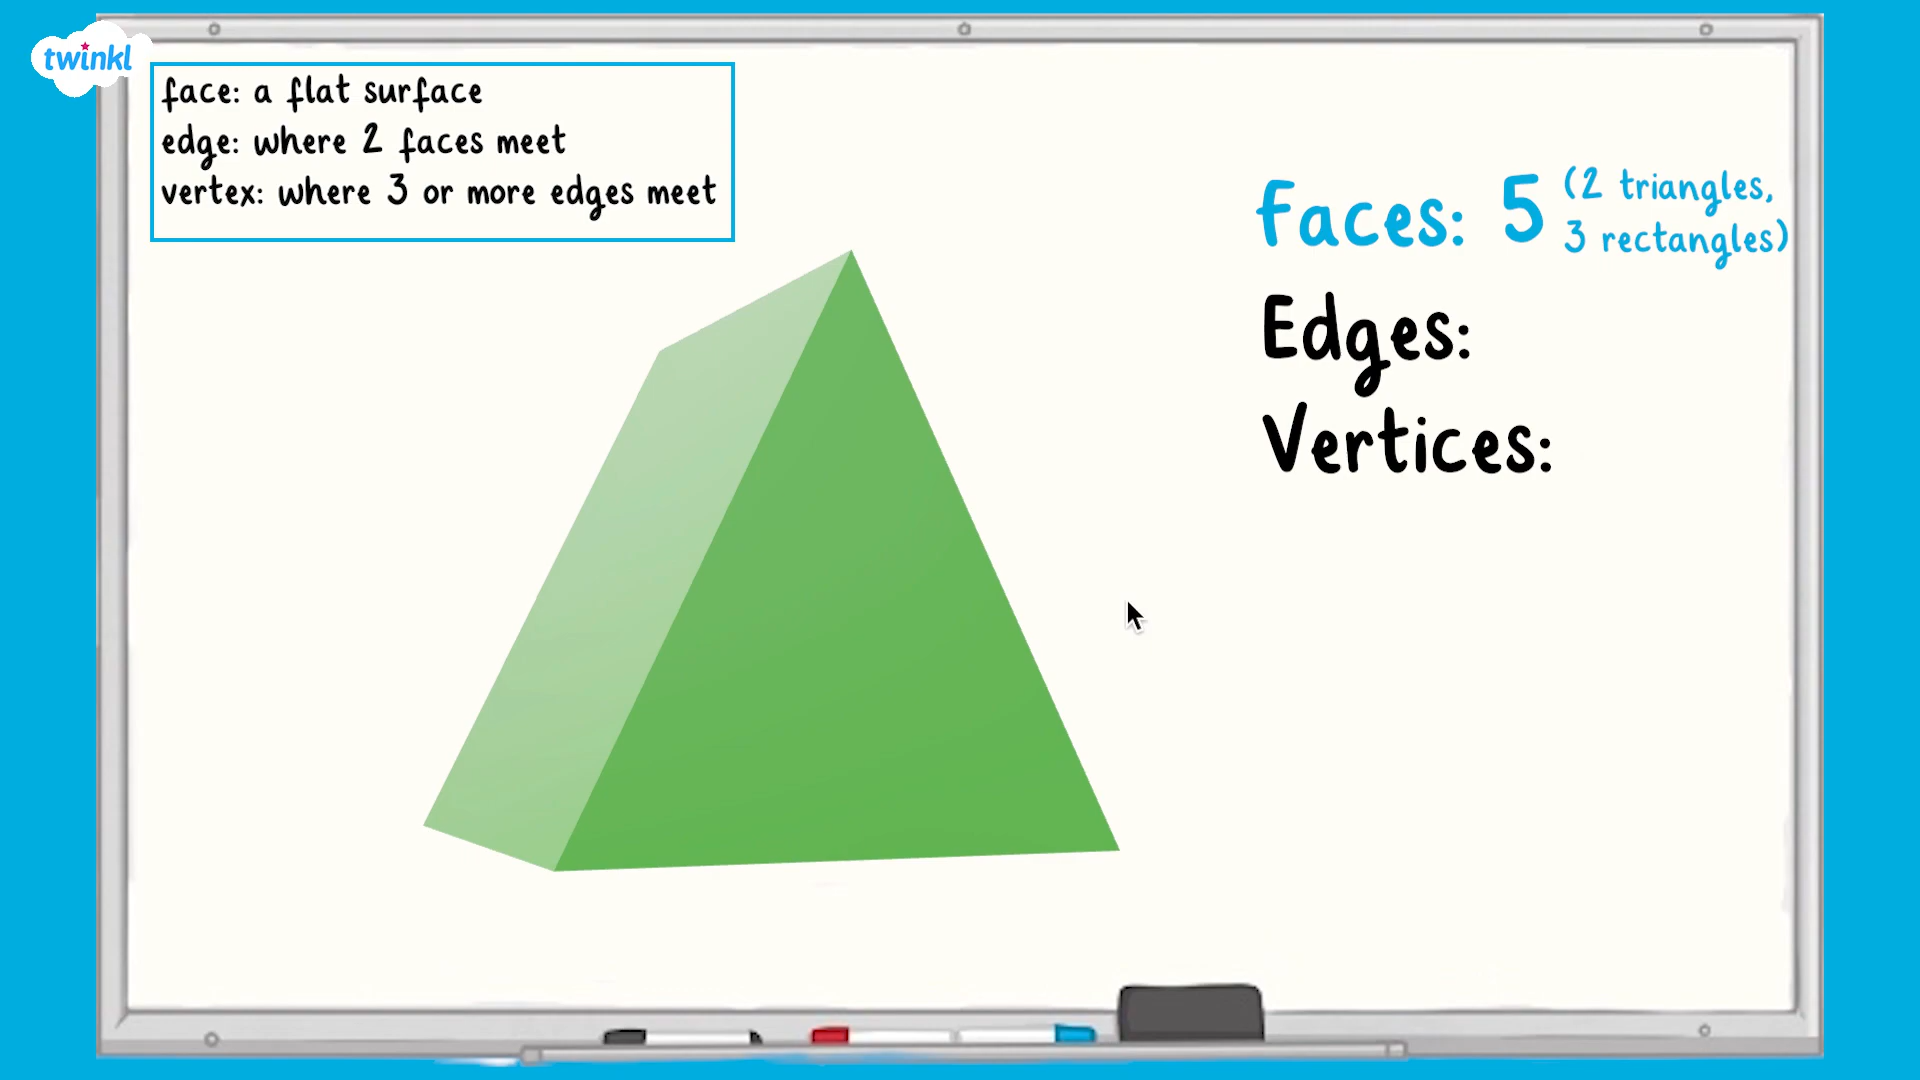 twinkl
face: a flat surface
edge: where 2 faces meet
vertex: where 3 or more edges meet
Faces: 5 (2 triangles,
3 rectangles)
Edges:
Vertices: